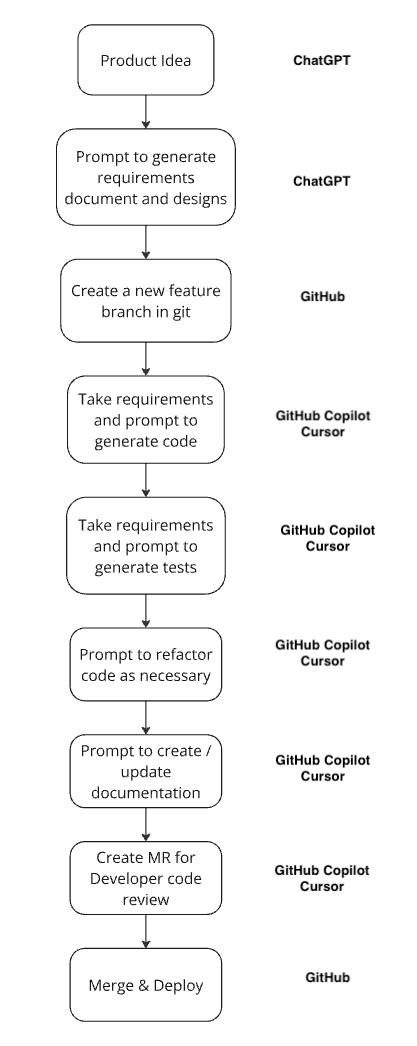 Product Idea
ChatGPT
Prompt to generate
requirements
document and designs
ChatGPT
Create a new feature
branch in git
GitHub
Take requirements
and prompt to
generate code
GitHub Copilot
Cursor
Take requirements
and prompt to
generate tests
GitHub Copilot
Cursor
Prompt to refactor
code as necessary
GitHub Copilot
Cursor
Prompt to create /
update
documentation
GitHub Copilot
Cursor
Create MR for
Developer code
review
GitHub Copilot
Cursor
Merge & Deploy
GitHub